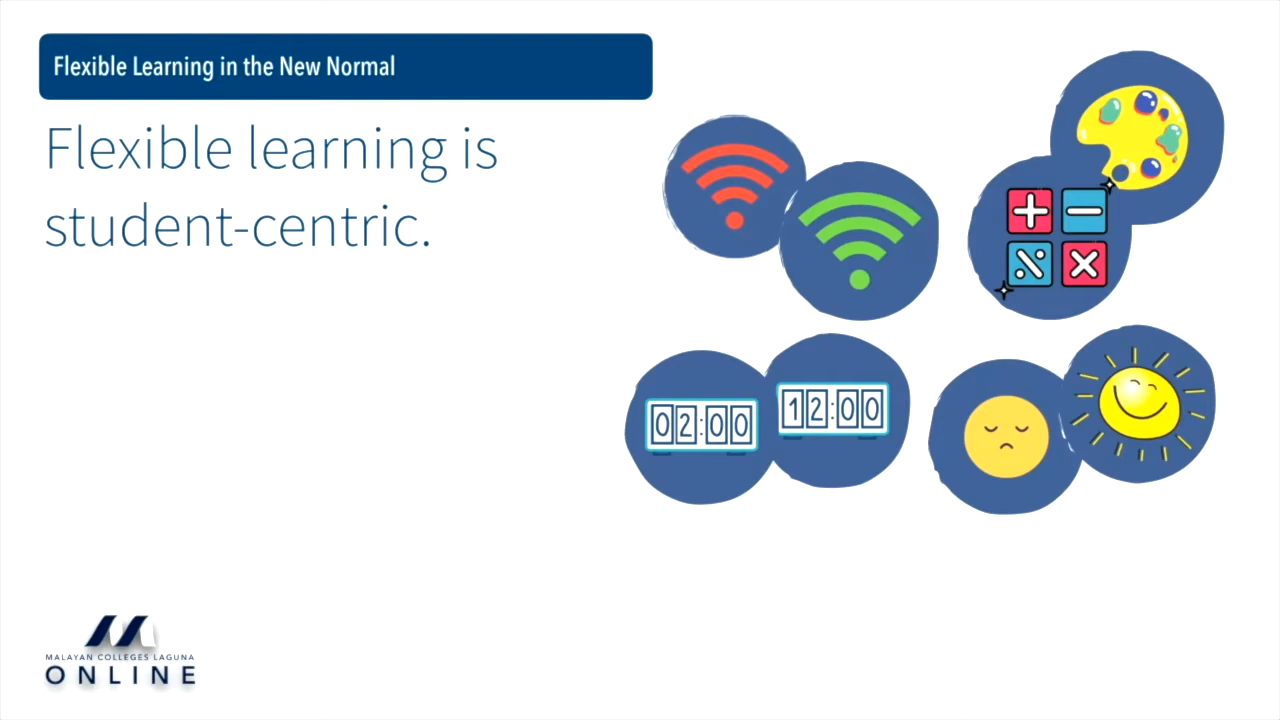 Flexible Learning in the New Normal
Flexible learning is
student-centric.
02:00
12:00
MALAYAN COLLEGES LAGUNA
ONLINE